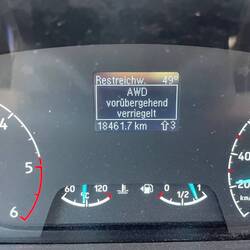 Restreichw. 49°
AWD
vorübergehend
verriegelt
18461.7 km ⇧3
4
5
6
60 120
°C
0 1/2 1
20
km/